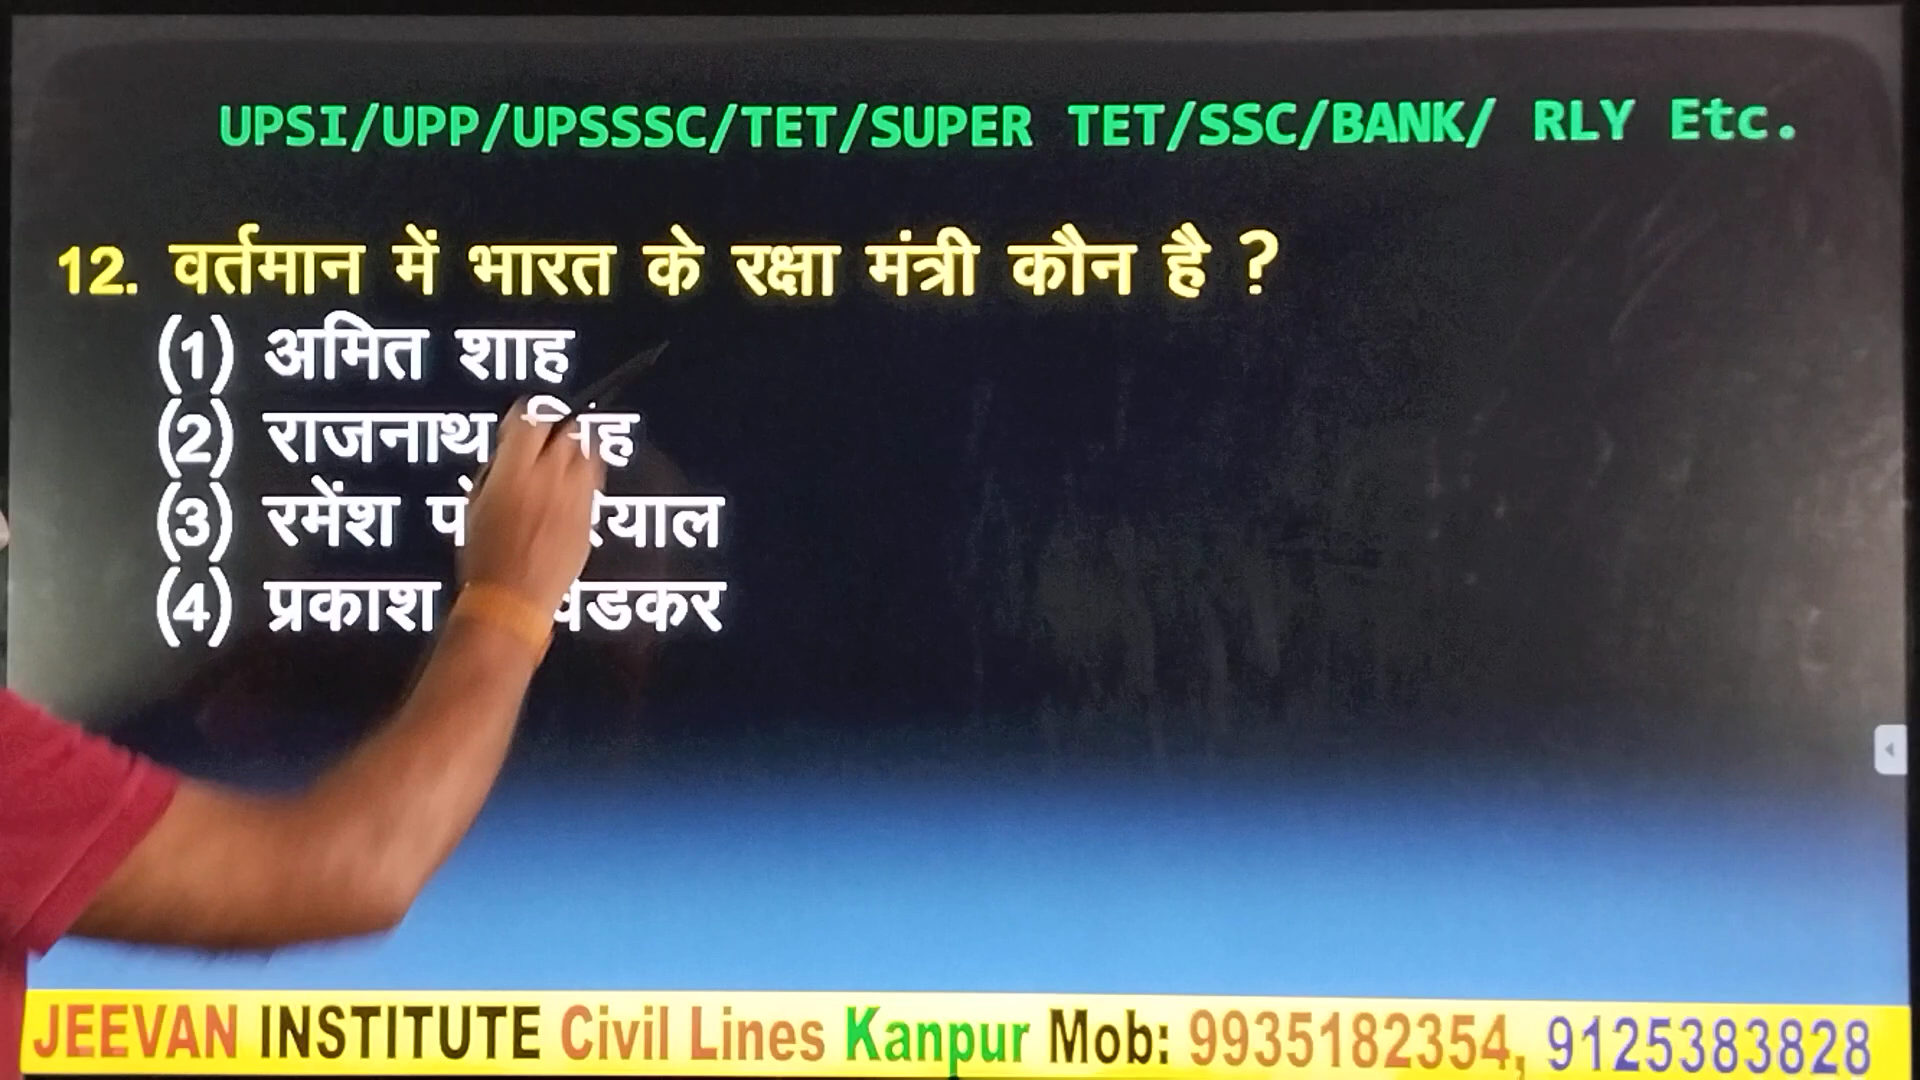 UPSI/UPP/UPSSSC/TET/SUPER TET/SSC/BANK/ RLY Etc.
12. वर्तमान में भारत के रक्षा मंत्री कौन है ?
(1) अमित शाह
(2) राजनाथ सिंह
(3) रमेंश
(4) प्रकाश
JEEVAN INSTITUTE Civil Lines Kanpur Mob: 9935182354, 9125383828